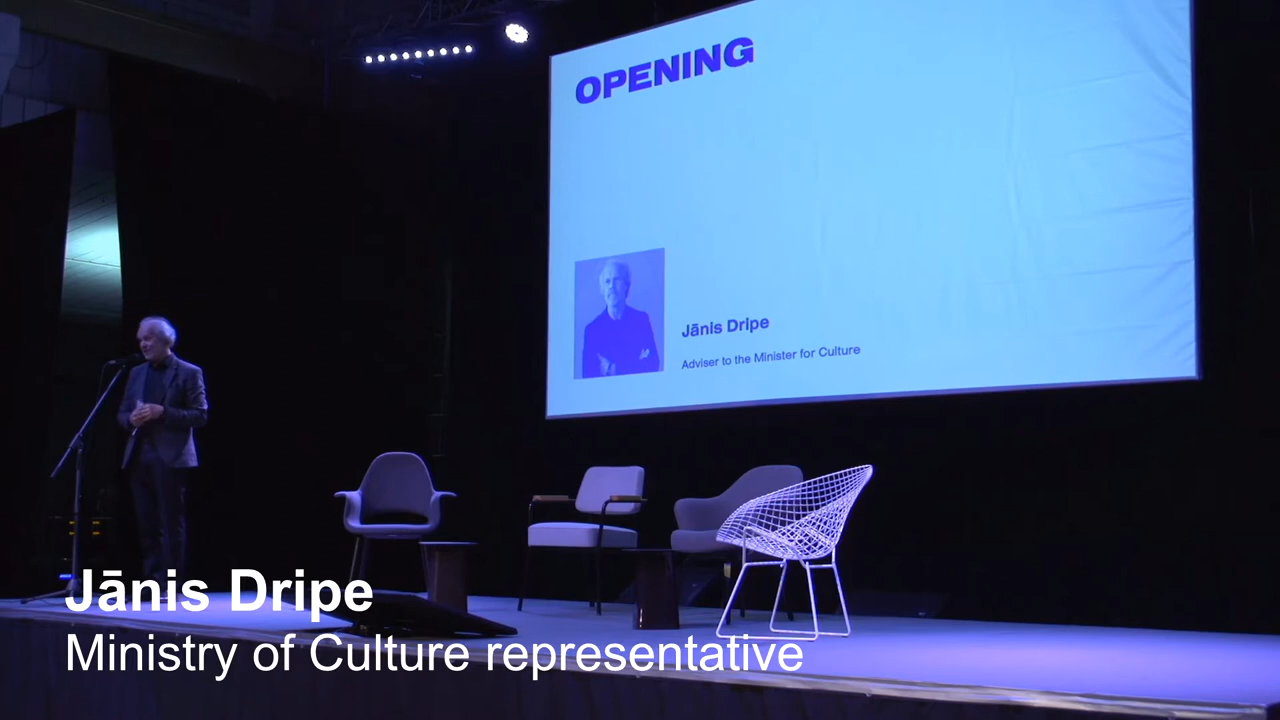 OPENING
Jānis Dripe
Adviser to the Minister for Culture
Jānis Dripe
Ministry of Culture representative